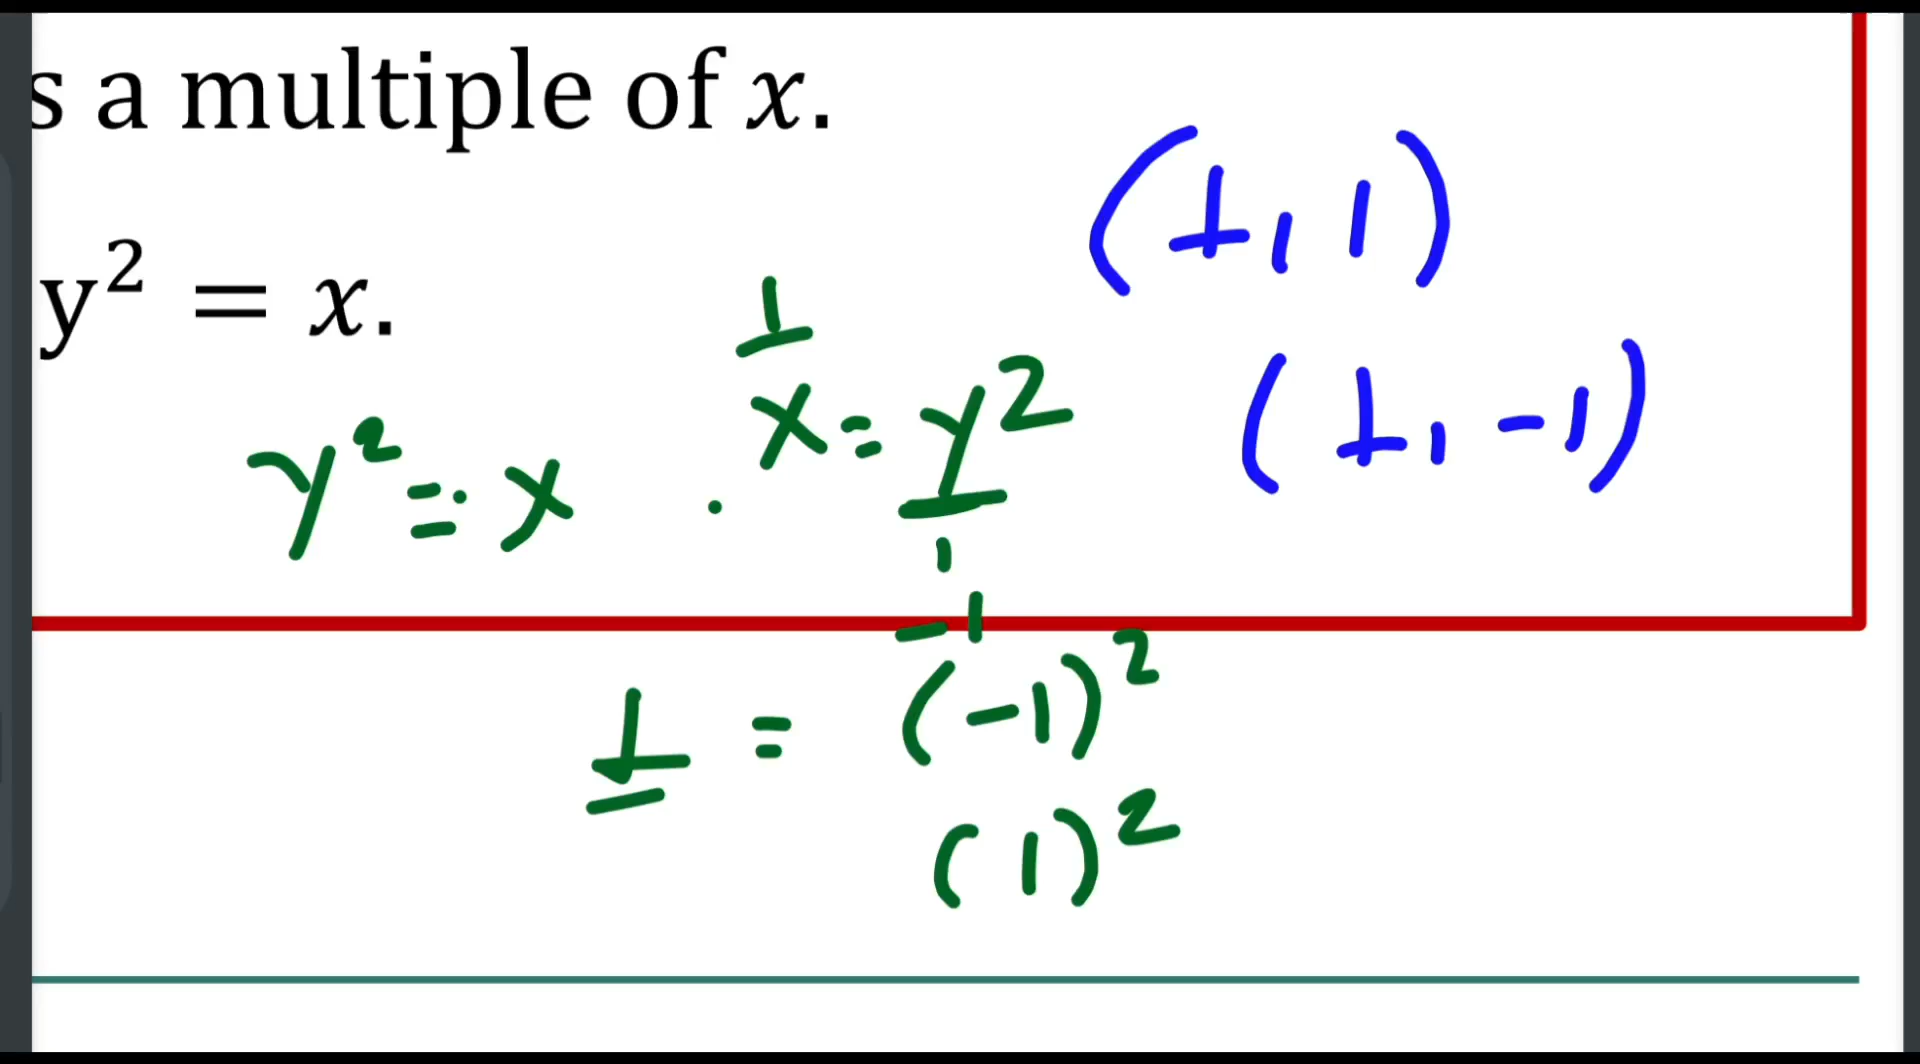 s a multiple of x.
(1, 1)
y² = x.
1
x = y²
(1, -1)
y² = x
1
-1
1 = (-1)²
(1)²